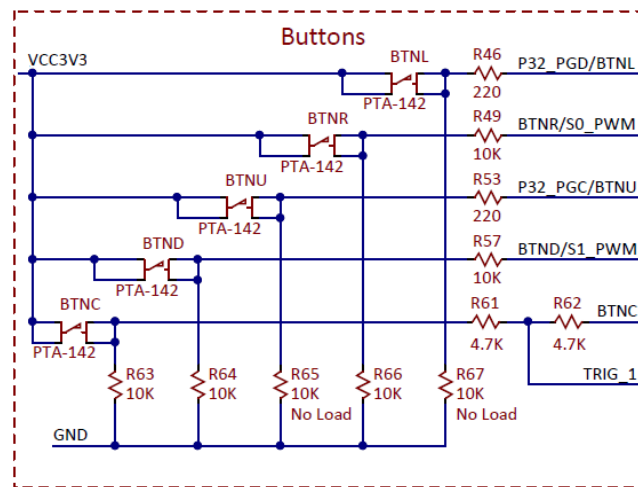 Buttons
VCC3V3
BTNL
R46
P32_PGD/BTNL
PTA-142
220
BTNR
R49
BTNR/S0_PWM
PTA-142
10K
BTNU
R53
P32_PGC/BTNU
PTA-142
220
BTND
R57
BTND/S1_PWM
PTA-142
10K
BTNC
R61
R62
BTNC
PTA-142
4.7K
4.7K
R63
R64
R65
R66
R67
TRIG_1
10K
10K
10K
10K
10K
No Load
No Load
GND